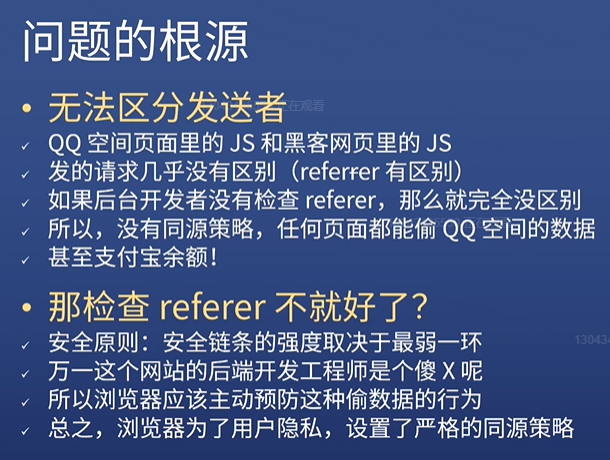 问题的根源
• 无法区分发送者
✓ QQ 空间页面里的 JS 和黑客网页里的 JS
✓ 发的请求几乎没有区别（referrer 有区别）
✓ 如果后台开发者没有检查 referer，那么就完全没区别
✓ 所以，没有同源策略，任何页面都能偷 QQ 空间的数据
✓ 甚至支付宝余额！
• 那检查 referer 不就好了？
✓ 安全原则：安全链条的强度取决于最弱一环
✓ 万一这个网站的后端开发工程师是个傻 X 呢
✓ 所以浏览器应该主动预防这种偷数据的行为
✓ 总之，浏览器为了用户隐私，设置了严格的同源策略